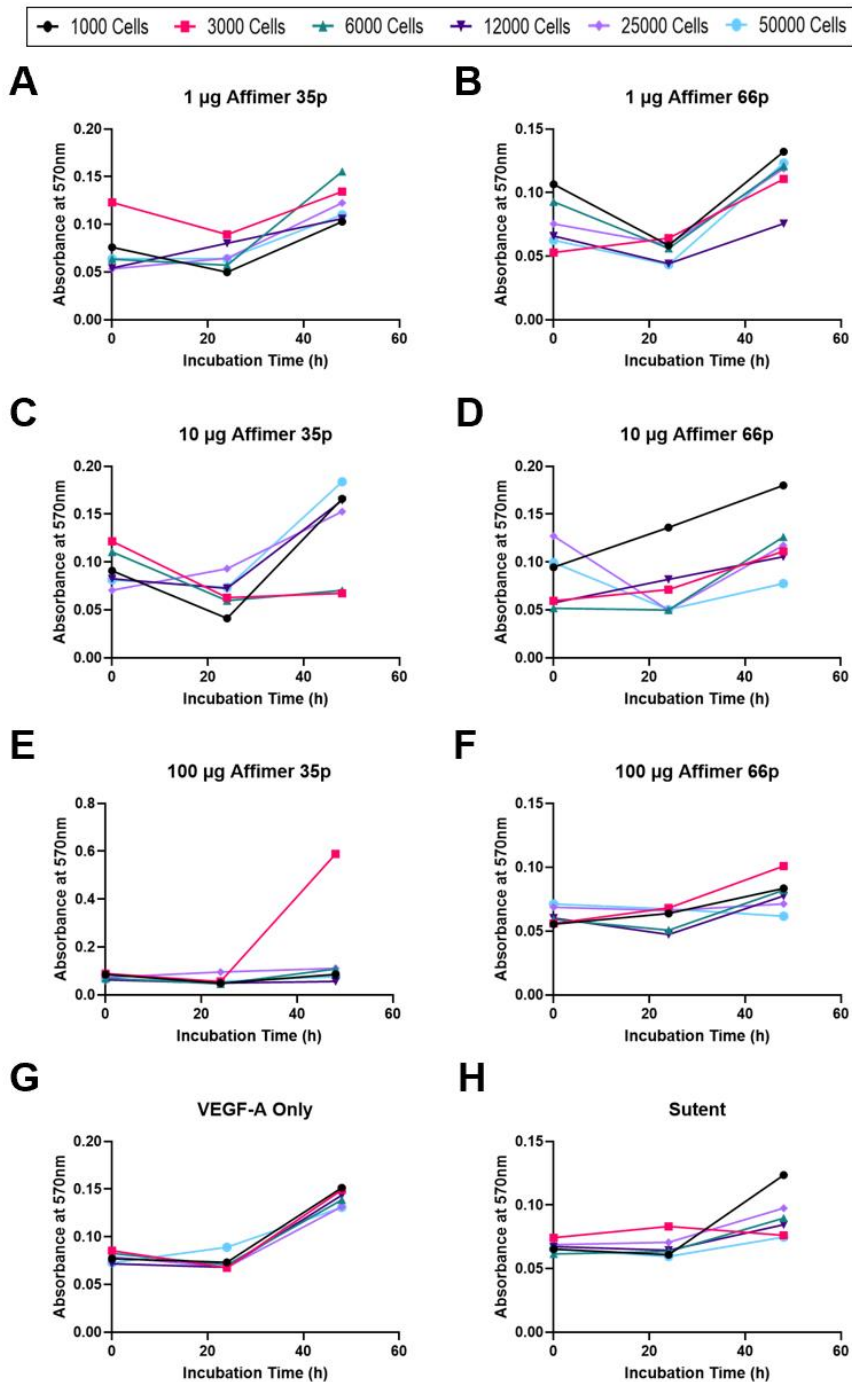 1000 Cells 3000 Cells 6000 Cells 12000 Cells 25000 Cells 50000 Cells
A
1 µg Affimer 35p
Absorbance at 570nm
0.20
0.15
0.10
0.05
0.00
0 20 40 60
Incubation Time (h)
B
1 µg Affimer 66p
Absorbance at 570nm
0.15
0.10
0.05
0.00
0 20 40 60
Incubation Time (h)
C
10 µg Affimer 35p
Absorbance at 570nm
0.20
0.15
0.10
0.05
0.00
0 20 40 60
Incubation Time (h)
D
10 µg Affimer 66p
Absorbance at 570nm
0.20
0.15
0.10
0.05
0.00
0 20 40 60
Incubation Time (h)
E
100 µg Affimer 35p
Absorbance at 570nm
0.8
0.6
0.4
0.2
0.0
0 20 40 60
Incubation Time (h)
F
100 µg Affimer 66p
Absorbance at 570nm
0.15
0.10
0.05
0.00
0 20 40 60
Incubation Time (h)
G
VEGF-A Only
Absorbance at 570nm
0.20
0.15
0.10
0.05
0.00
0 20 40 60
Incubation Time (h)
H
Sutent
Absorbance at 570nm
0.15
0.10
0.05
0.00
0 20 40 60
Incubation Time (h)